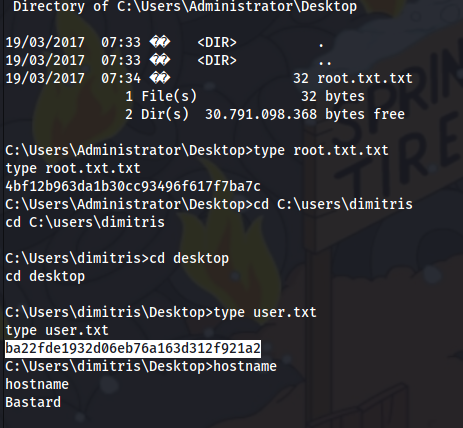 Directory of C:\Users\Administrator\Desktop
19/03/2017  07:33 ��    <DIR>          .
19/03/2017  07:33 ��    <DIR>          ..
19/03/2017  07:34 ��                32 root.txt.txt
1 File(s)             32 bytes
2 Dir(s)  30.791.098.368 bytes free
C:\Users\Administrator\Desktop>type root.txt.txt
type root.txt.txt
4bf12b963da1b30cc93496f617f7ba7c
C:\Users\Administrator\Desktop>cd C:\users\dimitris
cd C:\users\dimitris
C:\Users\dimitris>cd desktop
cd desktop
C:\Users\dimitris\Desktop>type user.txt
type user.txt
ba22fde1932d06eb76a163d312f921a2
C:\Users\dimitris\Desktop>hostname
hostname
Bastard
SPRING
TIRE